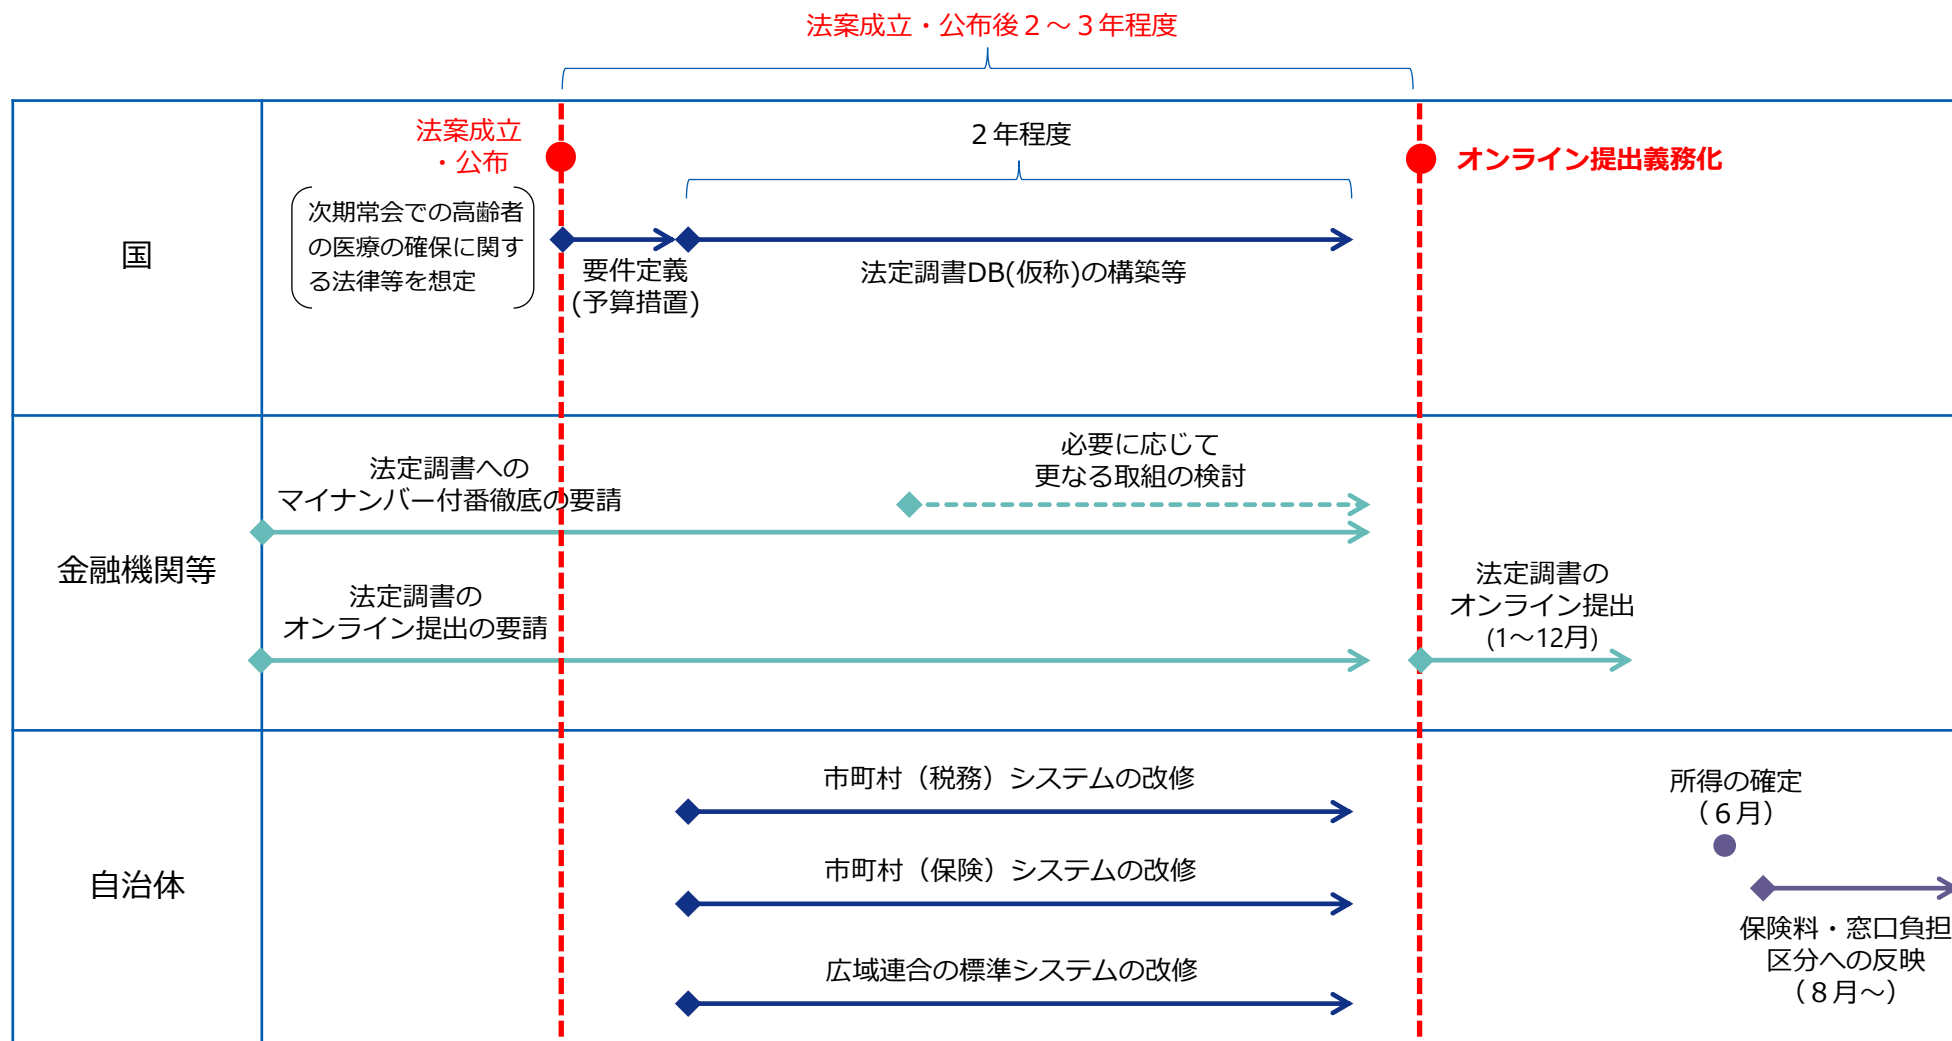 法案成立・公布後２～３年程度
国
法案成立
・公布
次期常会での高齢者
の医療の確保に関す
る法律等を想定
２年程度
オンライン提出義務化
要件定義
(予算措置)
法定調書DB(仮称)の構築等
金融機関等
法定調書への
マイナンバー付番徹底の要請
必要に応じて
更なる取組の検討
法定調書の
オンライン提出の要請
法定調書の
オンライン提出
(1～12月)
自治体
市町村（税務）システムの改修
市町村（保険）システムの改修
広域連合の標準システムの改修
所得の確定
（６月）
保険料・窓口負担
区分への反映
（８月～）